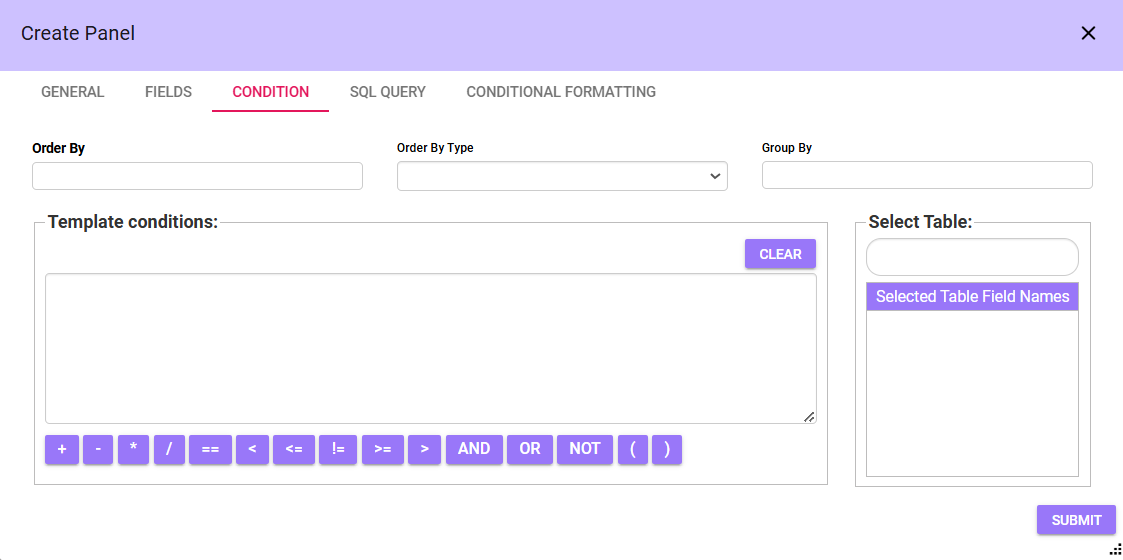 Create Panel
GENERAL FIELDS CONDITION SQL QUERY CONDITIONAL FORMATTING
Order By Order By Type Group By
Template conditions: Select Table:
CLEAR
Selected Table Field Names
+ - * / == < <= != >= > AND OR NOT ( )
SUBMIT